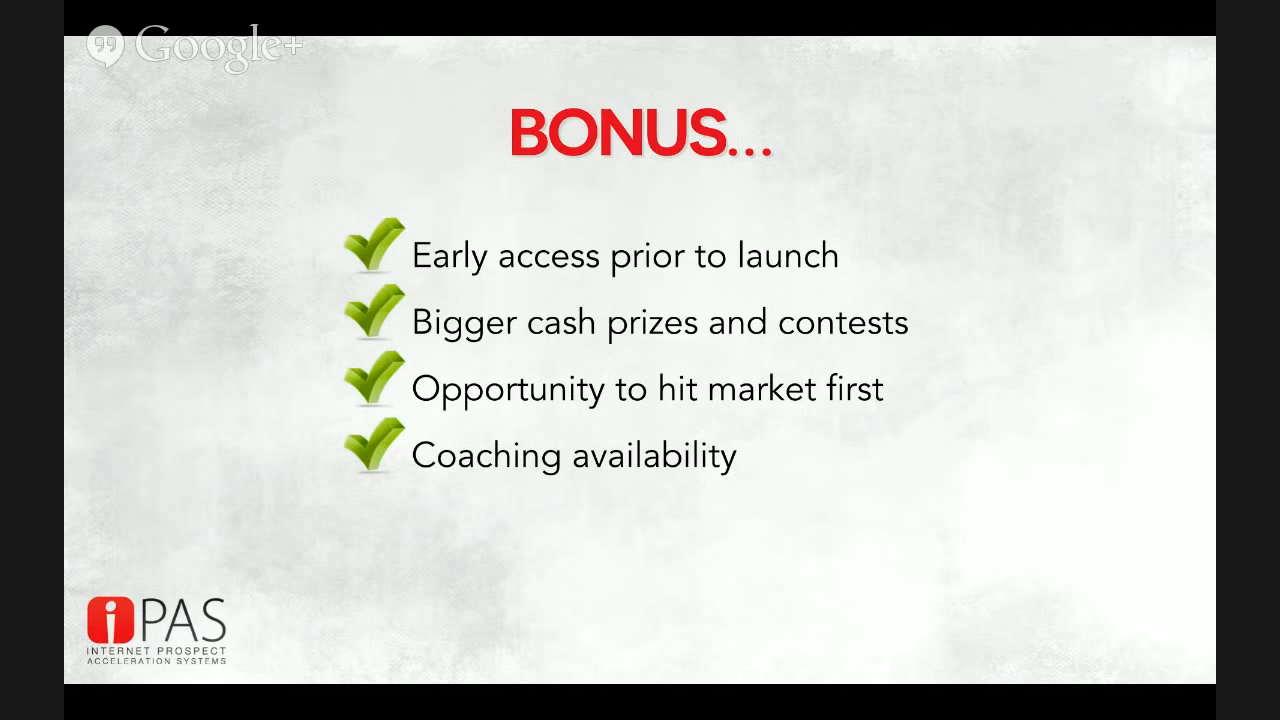 Google+
BONUS...
Early access prior to launch
Bigger cash prizes and contests
Opportunity to hit market first
Coaching availability
iPAS
INTERNET PROSPECT
ACCELERATION SYSTEMS